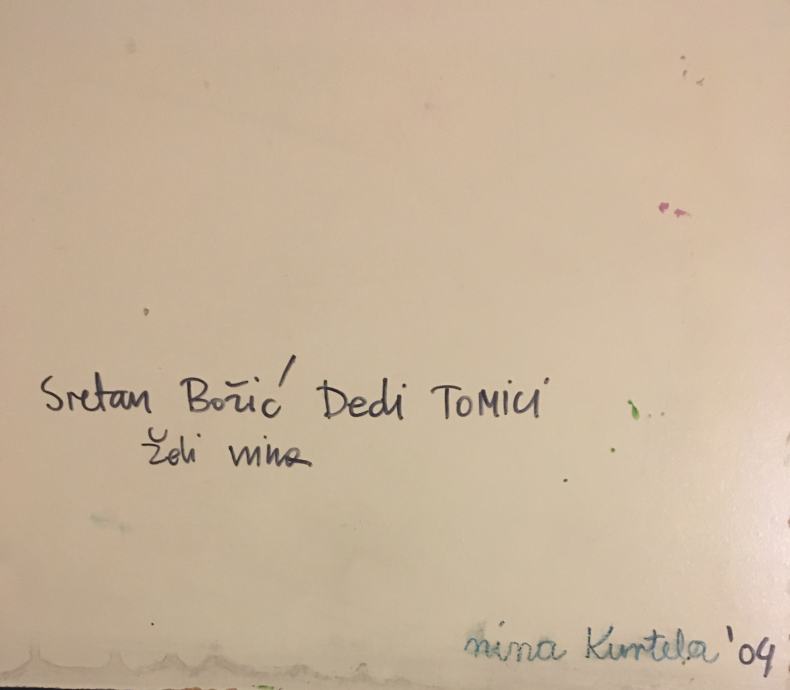 Sretan Božić Dedi TOMICI
želi nina
nina Kurtela '04